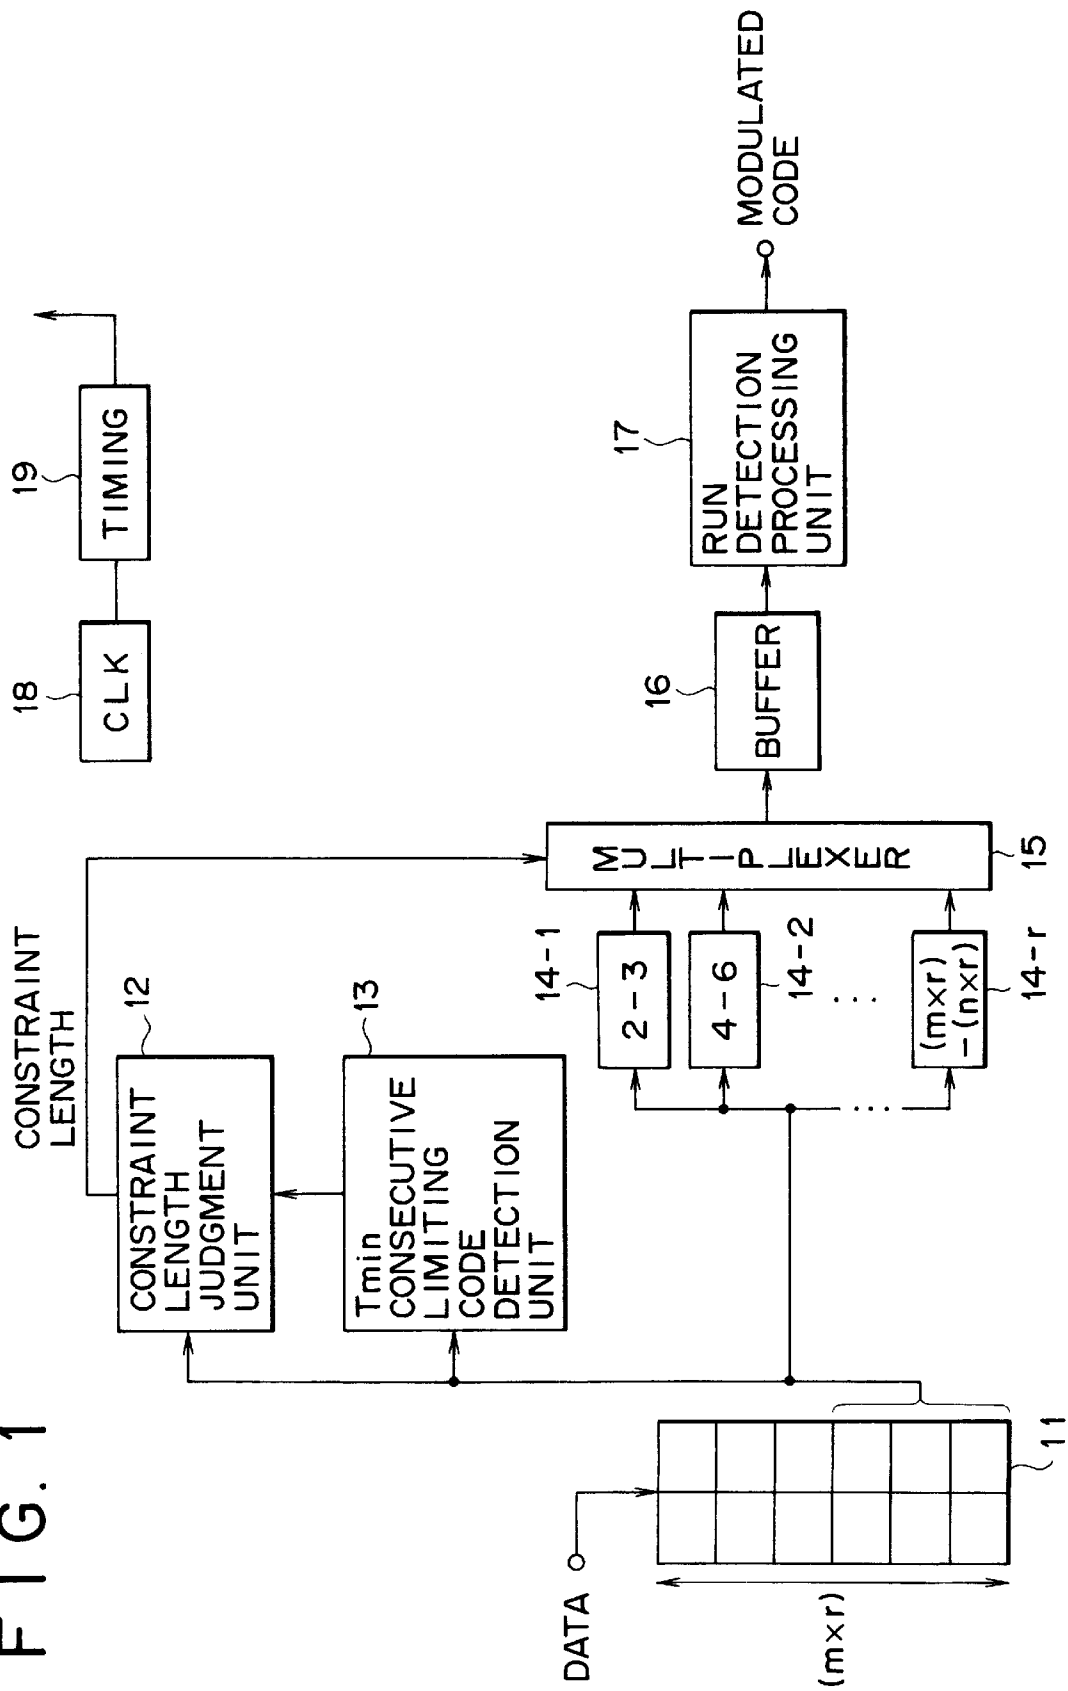 FIG. 1
18
CLK
19
TIMING
CONSTRAINT
LENGTH
12
CONSTRAINT
LENGTH
JUDGMENT
UNIT
13
Tmin
CONSECUTIVE
LIMITING
CODE
DETECTION
UNIT
DATA
(m×r)
11
14-1
2-3
4-6
14-2
...
...
(m×r)
-(n×r)
14-r
MULTIPLEXER
15
16
BUFFER
17
RUN
DETECTION
PROCESSING
UNIT
MODULATED
CODE